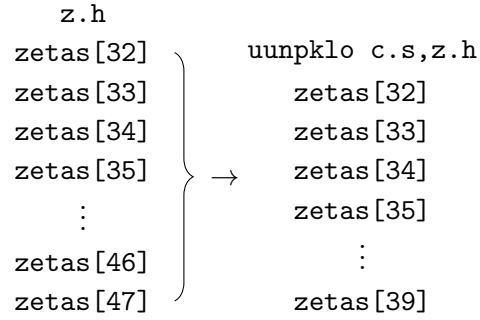 z.h
zetas[32]
zetas[33]
zetas[34]
zetas[35]
⋮
zetas[46]
zetas[47]
→
uunpklo c.s,z.h
zetas[32]
zetas[33]
zetas[34]
zetas[35]
⋮
zetas[39]